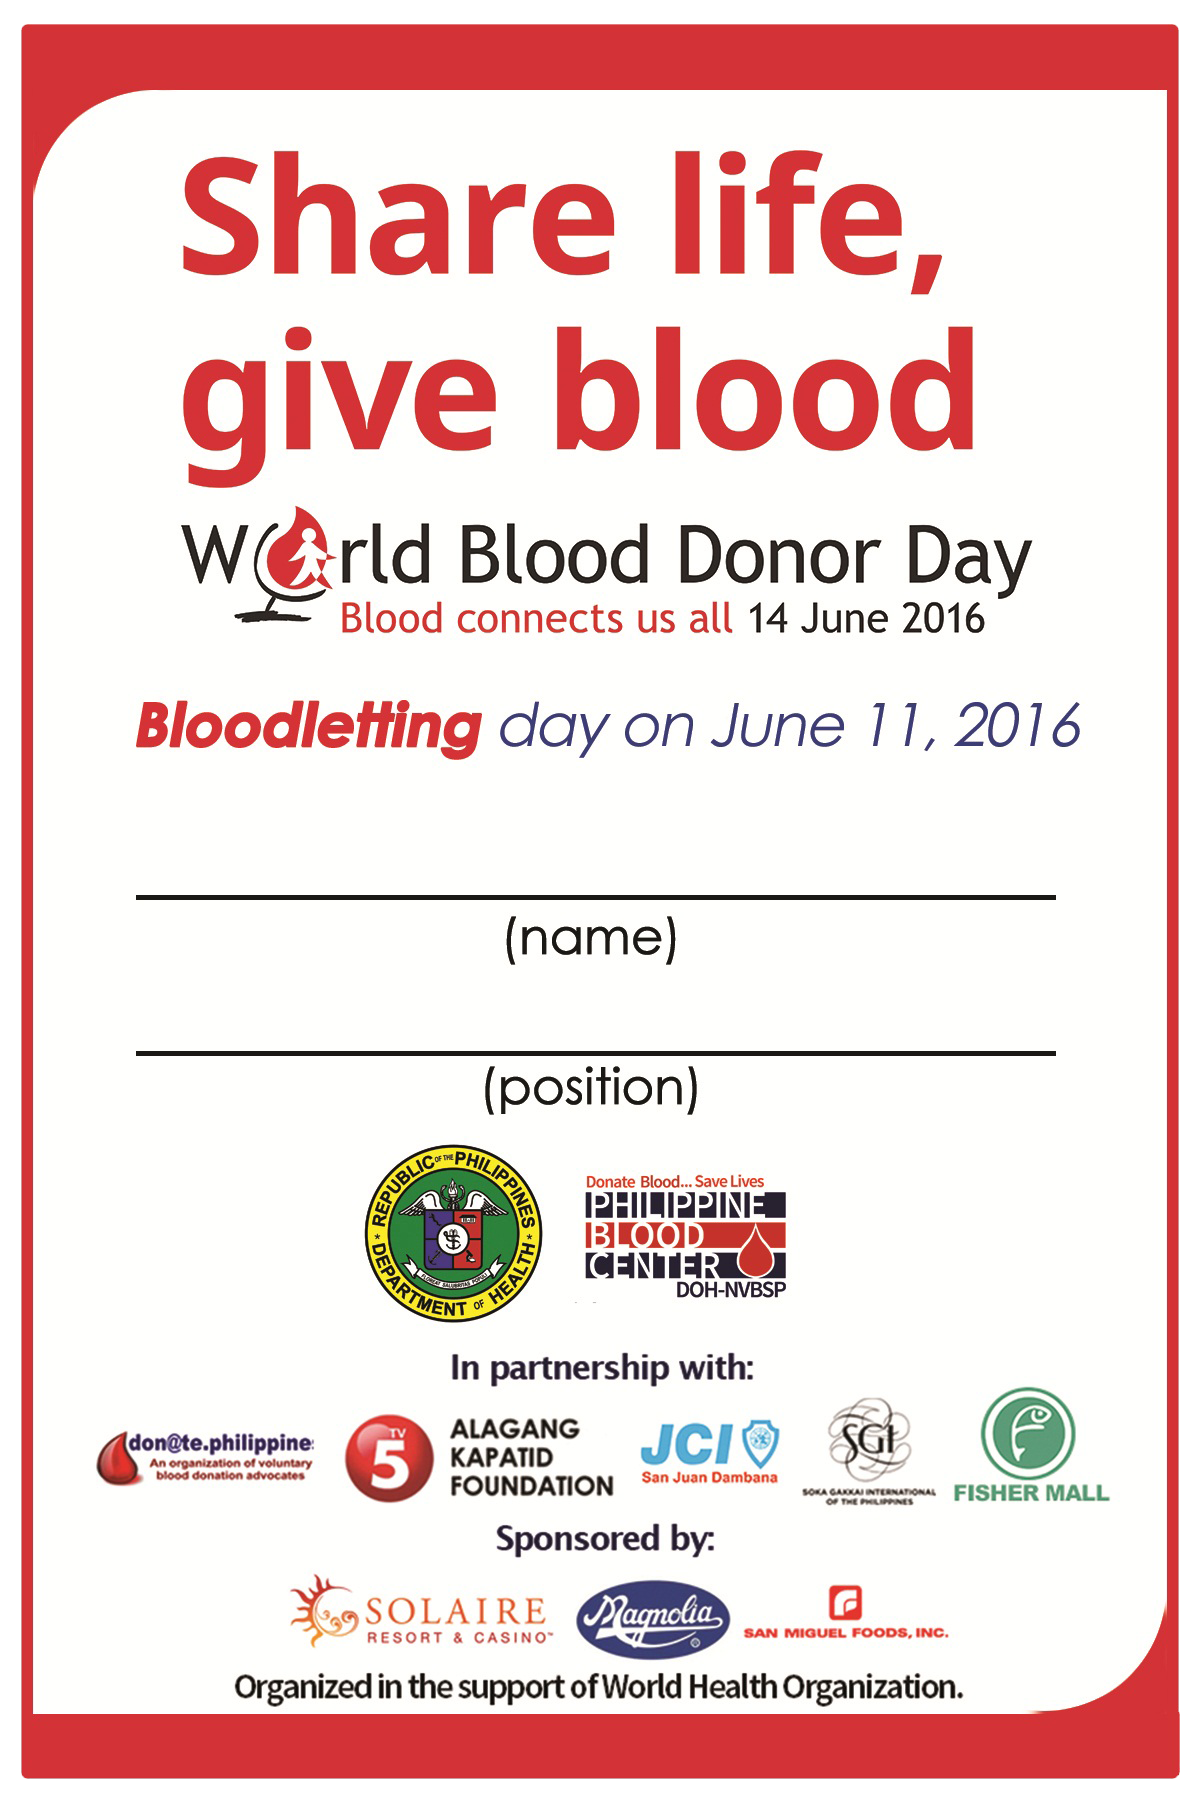 Share life,
give blood
World Blood Donor Day
Blood connects us all 14 June 2016
Bloodletting day on June 11, 2016
(name)
(position)
REPUBLIC OF THE PHILIPPINES
DEPARTMENT OF HEALTH
Donate Blood... Save Lives
PHILIPPINE
BLOOD
CENTER
DOH-NVBSP
In partnership with:
don@te.philippine
An organization of voluntary
blood donation advocates
TV
5
ALAGANG
KAPATID
FOUNDATION
JCI
San Juan Dambana
SGI
SOKA GAKKAI INTERNATIONAL
OF THE PHILIPPINES
FISHER MALL
Sponsored by:
SOLAIRE
RESORT & CASINO™
Magnolia ®
SAN MIGUEL FOODS, INC.
Organized in the support of World Health Organization.